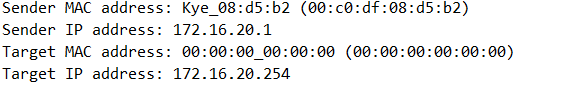 Sender MAC address: Kye_08:d5:b2 (00:c0:df:08:d5:b2)
Sender IP address: 172.16.20.1
Target MAC address: 00:00:00_00:00:00 (00:00:00:00:00:00)
Target IP address: 172.16.20.254